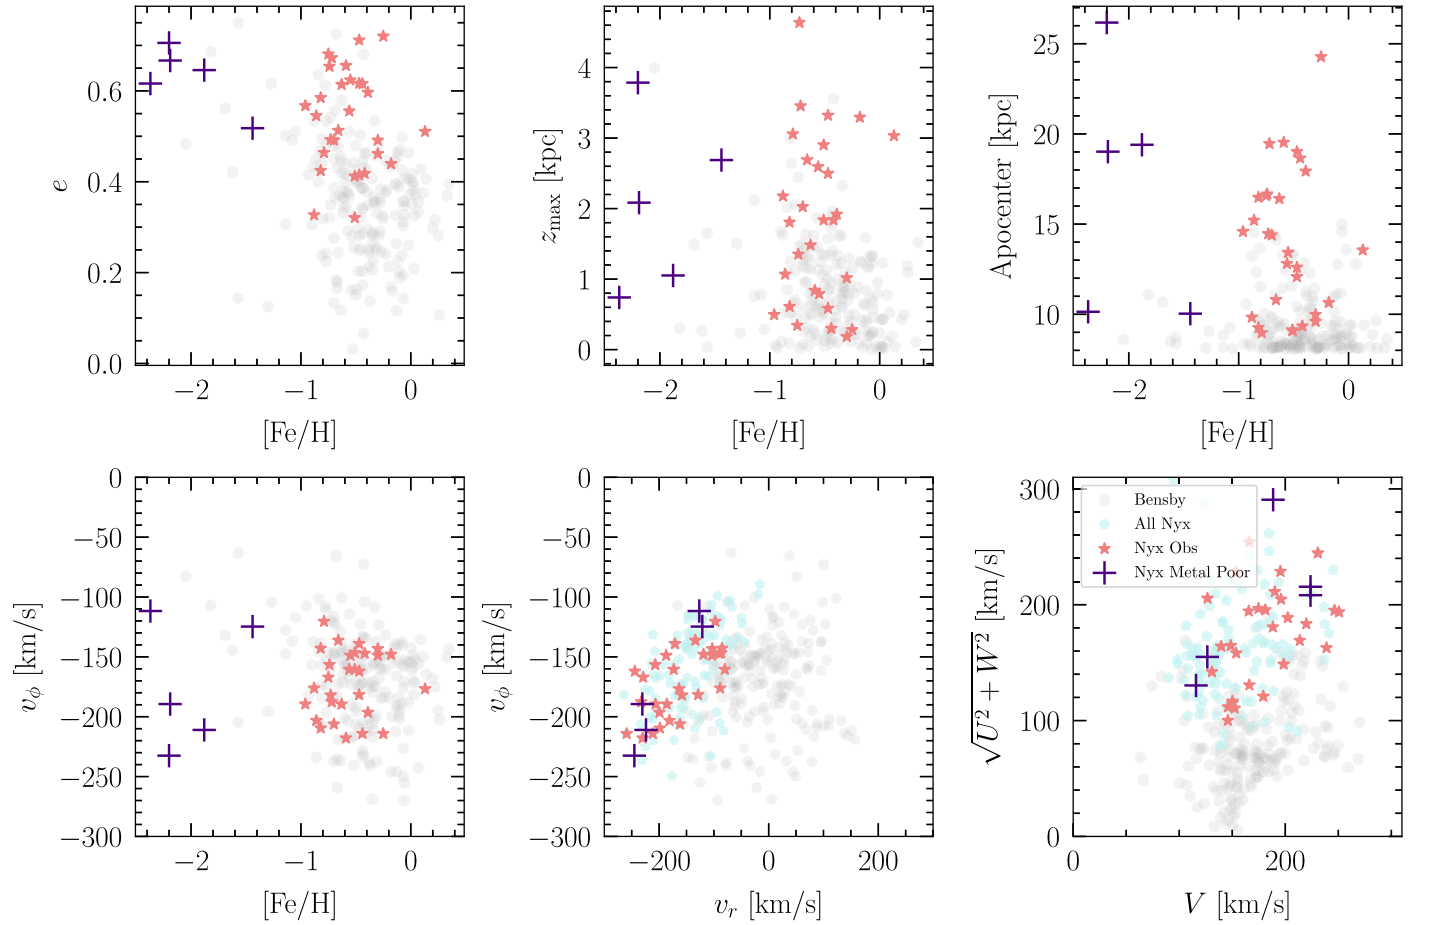 e
0.6
0.4
0.2
0.0
−2 −1 0
[Fe/H]
z_max [kpc]
4
3
2
1
0
−2 −1 0
[Fe/H]
Apocenter [kpc]
25
20
15
10
−2 −1 0
[Fe/H]
v_ϕ [km/s]
0
−50
−100
−150
−200
−250
−300
−2 −1 0
[Fe/H]
v_ϕ [km/s]
0
−50
−100
−150
−200
−250
−300
−200 0 200
v_r [km/s]
√U² + W² [km/s]
300
200
100
0
Bensby
All Nyx
Nyx Obs
Nyx Metal Poor
0 200
V [km/s]